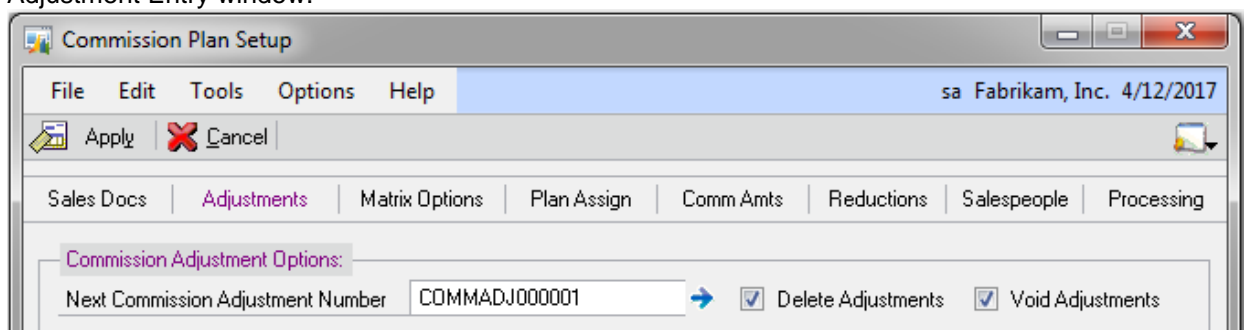 Adjustment Entry window.
Commission Plan Setup
File Edit Tools Options Help sa Fabrikam, Inc. 4/12/2017
Apply Cancel
Sales Docs Adjustments Matrix Options Plan Assign Comm Amts Reductions Salespeople Processing
Commission Adjustment Options:
Next Commission Adjustment Number COMMADJ000001 Delete Adjustments Void Adjustments